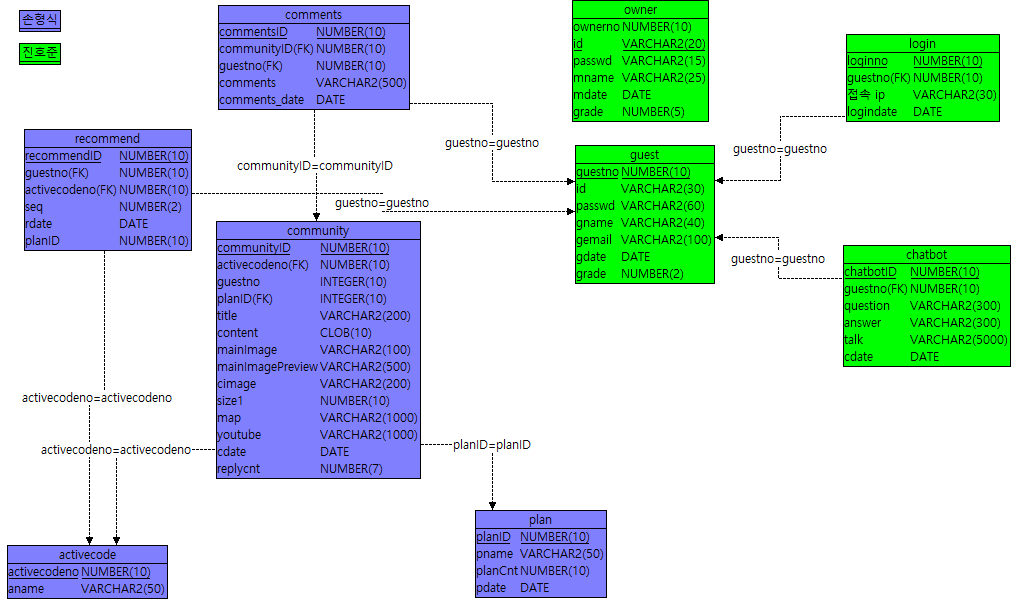 손형식
진흐준
comments
commentsID NUMBER(10)
communityID(FK) NUMBER(10)
guestno(FK) NUMBER(10)
comments VARCHAR2(500)
comments_date DATE
owner
ownerno NUMBER(10)
id VARCHAR2(20)
passwd VARCHAR2(15)
mname VARCHAR2(25)
mdate DATE
grade NUMBER(5)
login
loginno NUMBER(10)
guestno(FK) NUMBER(10)
접속 ip VARCHAR2(30)
logindate DATE
recommend
recommendID NUMBER(10)
guestno(FK) NUMBER(10)
activecodeno(FK) NUMBER(10)
seq NUMBER(2)
rdate DATE
planID NUMBER(10)
communityID=communityID
guestno=guestno
guestno=guestno
guestno=guestno
guest
guestno NUMBER(10)
id VARCHAR2(30)
passwd VARCHAR2(60)
gname VARCHAR2(40)
gemail VARCHAR2(100)
gdate DATE
grade NUMBER(2)
guestno=guestno
chatbot
chatbotID NUMBER(10)
guestno(FK) NUMBER(10)
question VARCHAR2(300)
answer VARCHAR2(300)
talk VARCHAR2(5000)
cdate DATE
community
communityID NUMBER(10)
activecodeno(FK) NUMBER(10)
guestno INTEGER(10)
planID(FK) INTEGER(10)
title VARCHAR2(200)
content CLOB(10)
mainImage VARCHAR2(100)
mainImagePreview VARCHAR2(500)
cimage VARCHAR2(200)
size1 NUMBER(10)
map VARCHAR2(1000)
youtube VARCHAR2(1000)
cdate DATE
replycnt NUMBER(7)
activecodeno=activecodeno
activecodeno=activecodeno
planID=planID
plan
planID NUMBER(10)
pname VARCHAR2(50)
planCnt NUMBER(10)
pdate DATE
activecode
activecodeno NUMBER(10)
aname VARCHAR2(50)